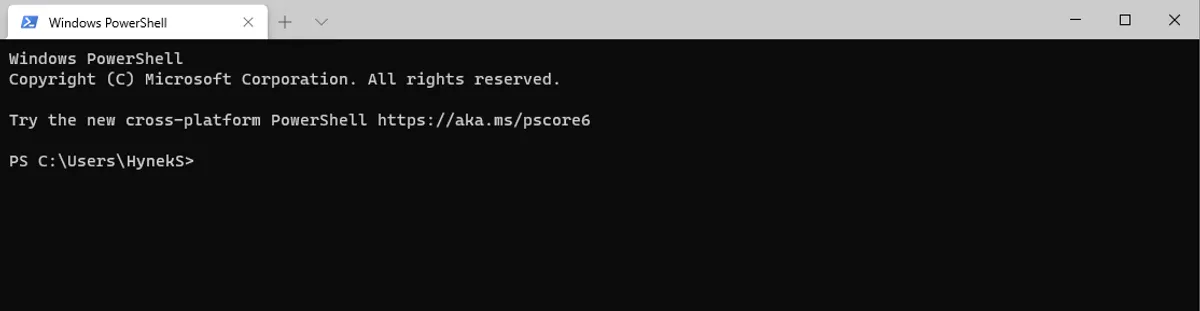 Windows PowerShell
Windows PowerShell
Copyright (C) Microsoft Corporation. All rights reserved.
Try the new cross-platform PowerShell https://aka.ms/pscore6
PS C:\Users\HynekS>